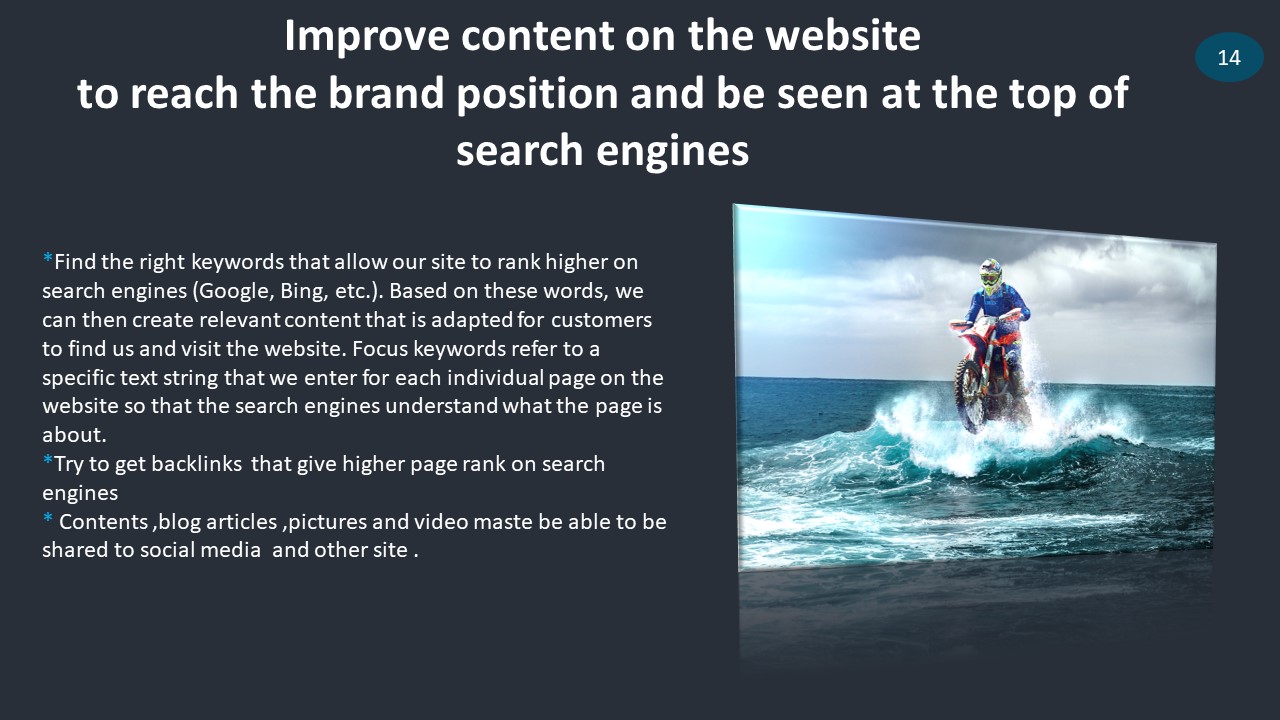 Improve content on the website
to reach the brand position and be seen at the top of
search engines
14
*Find the right keywords that allow our site to rank higher on
search engines (Google, Bing, etc.). Based on these words, we
can then create relevant content that is adapted for customers
to find us and visit the website. Focus keywords refer to a
specific text string that we enter for each individual page on the
website so that the search engines understand what the page is
about.
*Try to get backlinks  that give higher page rank on search
engines
* Contents ,blog articles ,pictures and video maste be able to be
shared to social media  and other site .